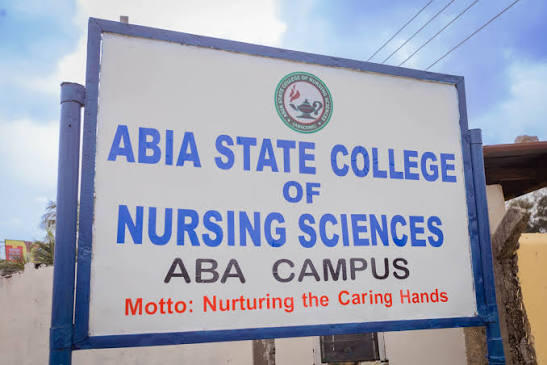 ABIA STATE COLLEGE
OF
NURSING SCIENCES
ABA CAMPUS
Motto: Nurturing the Caring Hands